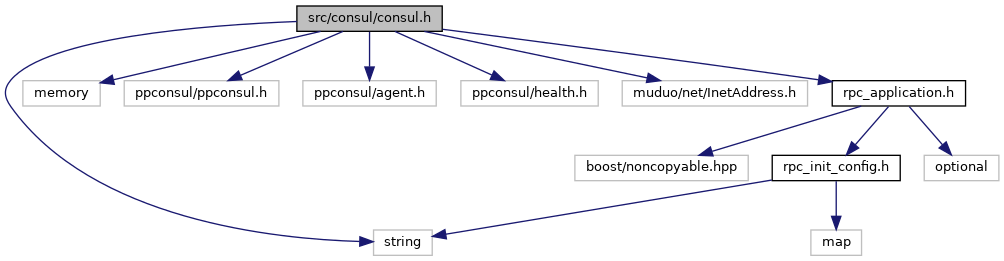 src/consul/consul.h
memory
ppconsul/ppconsul.h
ppconsul/agent.h
ppconsul/health.h
muduo/net/InetAddress.h
rpc_application.h
boost/noncopyable.hpp
rpc_init_config.h
optional
string
map